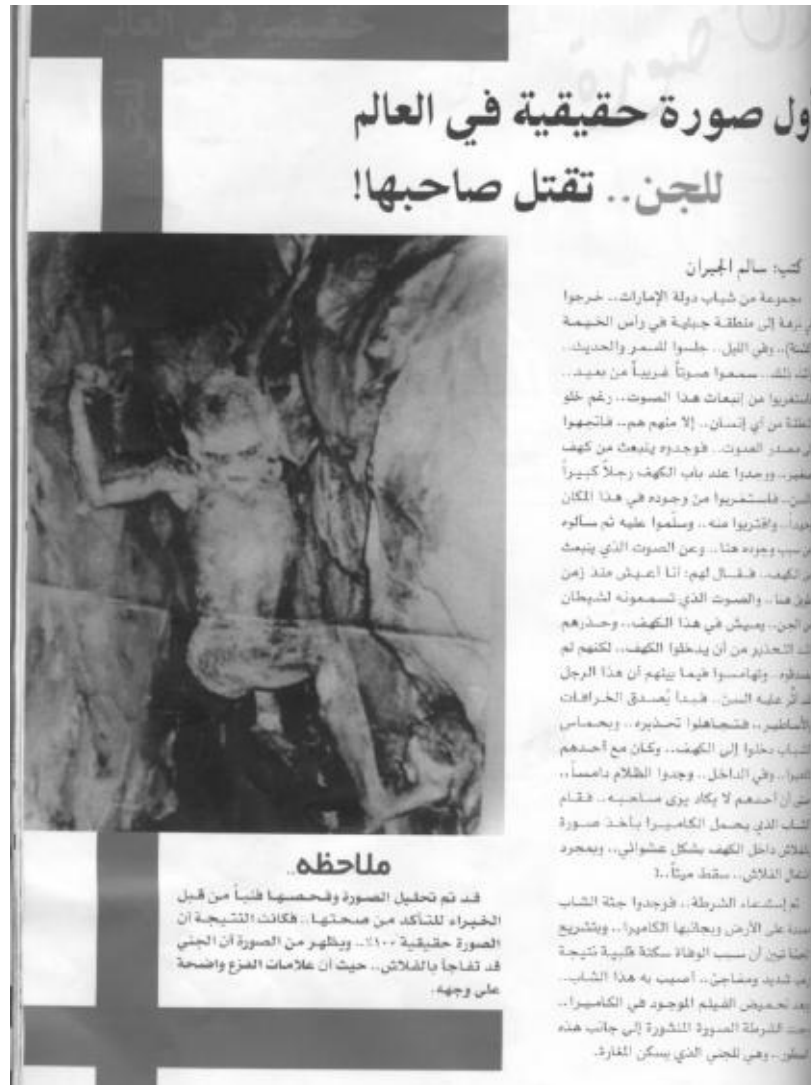 ول صورة حقيقية في العالم
للجن.. تقتل صاحبها!
كتب: سالم الجيران
مجموعة من شباب دولة الإمارات.. خرجوا
إلى منطقة جبلية في رأس الخيمة
.. وفي الليل.. جلسوا للسمر والحديث..
ذلك.. سمعوا صوتاً غريباً من بعيد..
من إنبعاث هذا الصوت.. رغم خلو
من أي إنسان.. إلا منهم هم.. فاتجهوا
مصدر الصوت.. فوجدوه ينبعث من كهف
.. ووجدوا عند باب الكهف رجلاً كبيراً
.. فاستغربوا من وجوده في هذا المكان
.. واقتربوا منه.. وسلّموا عليه ثم سألوه
سبب وجوده هنا.. وعن الصوت الذي ينبعث
الكهف.. فقال لهم: أنا أعيش منذ زمن
هنا.. والصوت الذي تسمعونه لشيطان
الجن.. يعيش في هذا الكهف.. وحذرهم
التحذير من أن يدخلوا الكهف.. لكنهم لم
.. وتهامسوا فيما بينهم أن هذا الرجل
أثر عليه السن.. فبدأ يُصدق الخرافات
.. فتجاهلوا تحذيره.. وبحماس
الشباب دخلوا إلى الكهف.. وكان مع أحدهم
.. وفي الداخل.. وجدوا الظلام دامساً..
أن أحدهم لا يكاد يرى صاحبه.. فقام
الشاب الذي يحمل الكاميرا بأخذ صورة
بالفلاش داخل الكهف بشكل عشوائي.. وبمجرد
الفلاش.. سقط ميتاً..
تم إستدعاء الشرطة.. فوجدوا جثة الشاب
على الأرض وبجانبها الكاميرا.. وبتشريح
تبين أن سبب الوفاة سكتة قلبية نتيجة
شديد ومفاجئ.. أصيب به هذا الشاب..
بعد تحميض الفيلم الموجود في الكاميرا..
الشرطة الصورة المنشورة إلى جانب هذه
.. وهي للجني الذي يسكن المغارة.
ملاحظه..
قد تم تحليل الصورة وفحصها فنياً من قبل
الخبراء للتأكد من صحتها.. فكانت النتيجة أن
الصورة حقيقية ١٠٠٪.. ويظهر من الصورة أن الجني
قد تفاجأ بالفلاش.. حيث أن علامات الفزع واضحة
على وجهه.